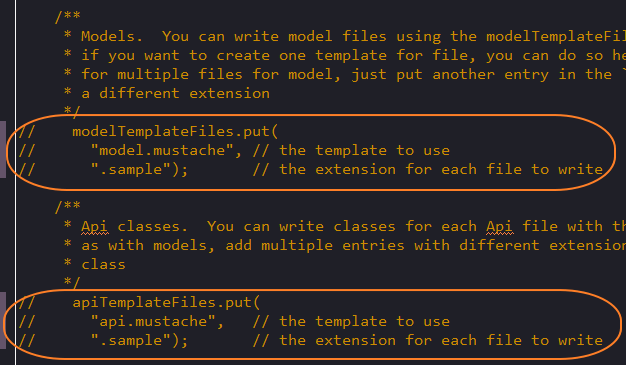 /**
* Models.  You can write model files using the modelTemplateFil
* if you want to create one template for file, you can do so he
* for multiple files for model, just put another entry in the `
* a different extension
*/
//    modelTemplateFiles.put(
//      "model.mustache", // the template to use
//      ".sample");       // the extension for each file to write
/**
* Api classes.  You can write classes for each Api file with th
* as with models, add multiple entries with different extension
* class
*/
//    apiTemplateFiles.put(
//      "api.mustache",   // the template to use
//      ".sample");       // the extension for each file to write